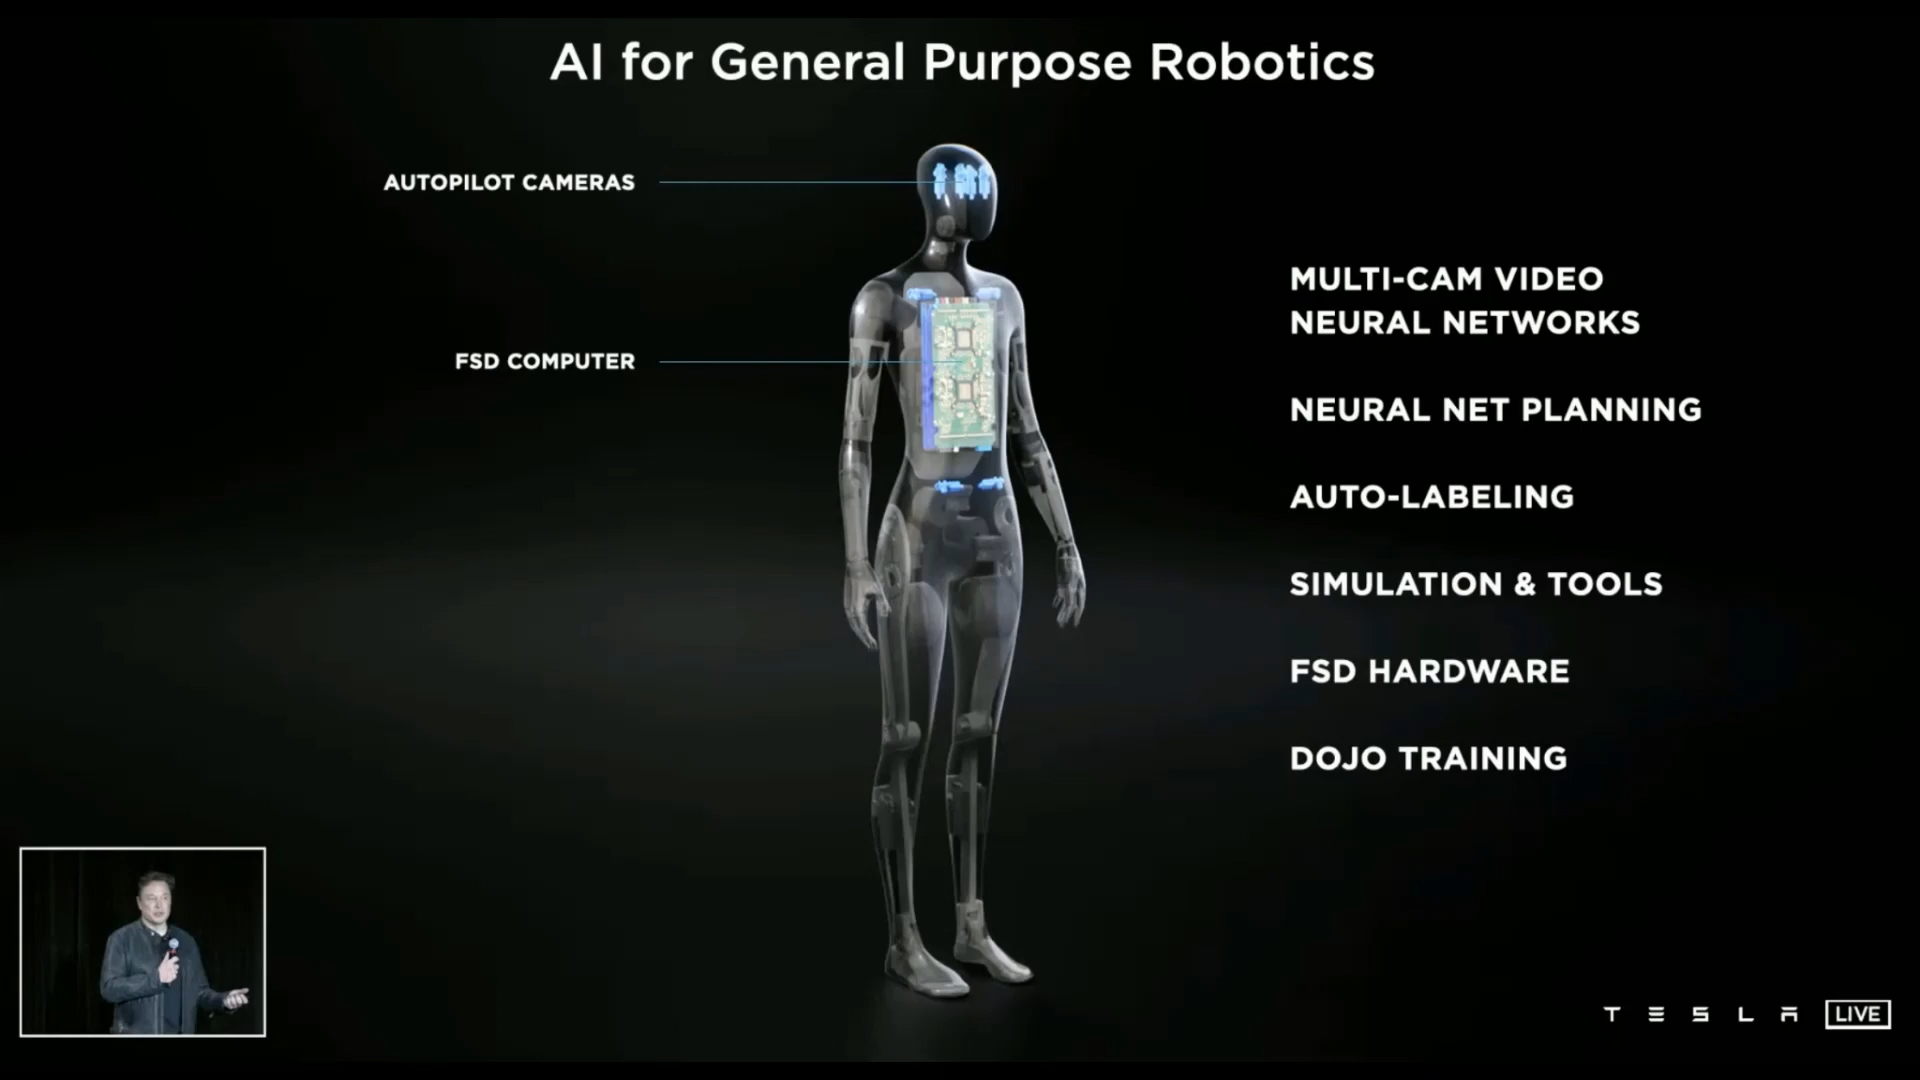 AI for General Purpose Robotics
AUTOPILOT CAMERAS
FSD COMPUTER
MULTI-CAM VIDEO
NEURAL NETWORKS
NEURAL NET PLANNING
AUTO-LABELING
SIMULATION & TOOLS
FSD HARDWARE
DOJO TRAINING
TESLA LIVE